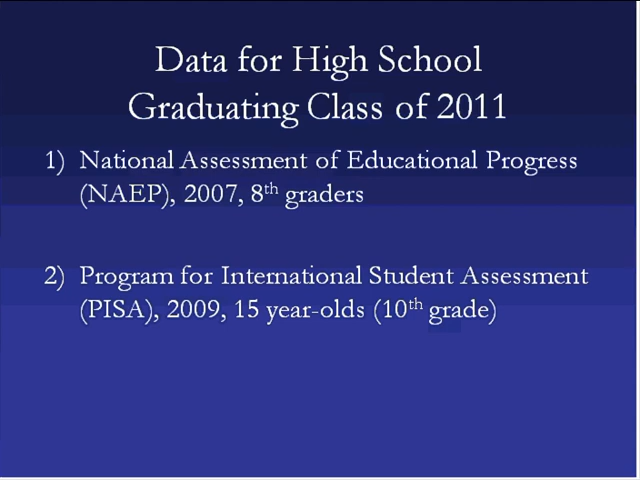 Data for High School
Graduating Class of 2011
1) National Assessment of Educational Progress
(NAEP), 2007, 8th graders
2) Program for International Student Assessment
(PISA), 2009, 15 year-olds (10th grade)